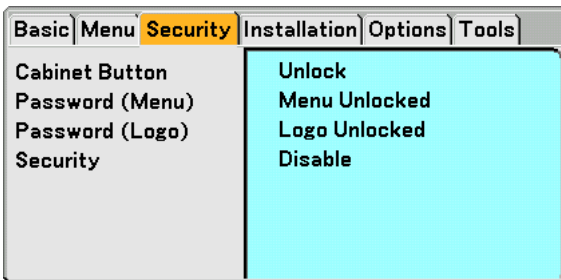 Basic Menu Security Installation Options Tools
Cabinet Button Unlock
Password (Menu) Menu Unlocked
Password (Logo) Logo Unlocked
Security Disable